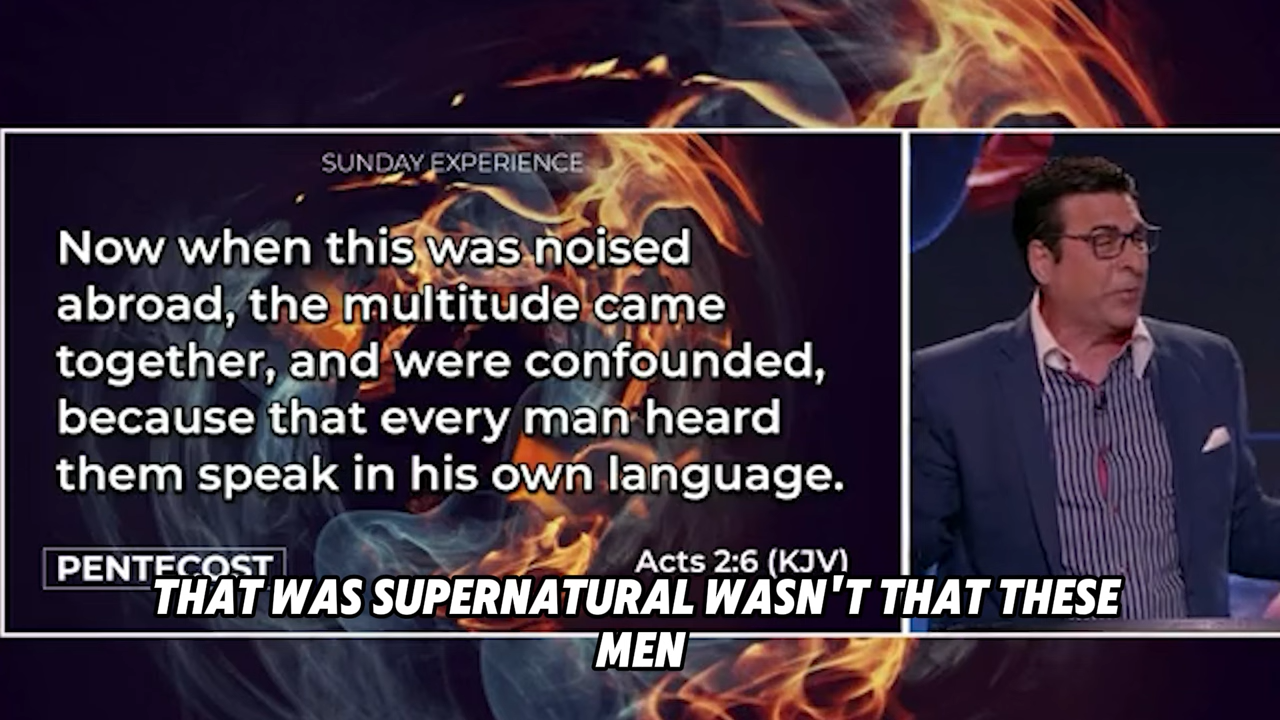 SUNDAY EXPERIENCE
Now when this was noised
abroad, the multitude came
together, and were confounded,
because that every man heard
them speak in his own language.
PENTECOST
Acts 2:6 (KJV)
THAT WAS SUPERNATURAL WASN'T THAT THESE
MEN